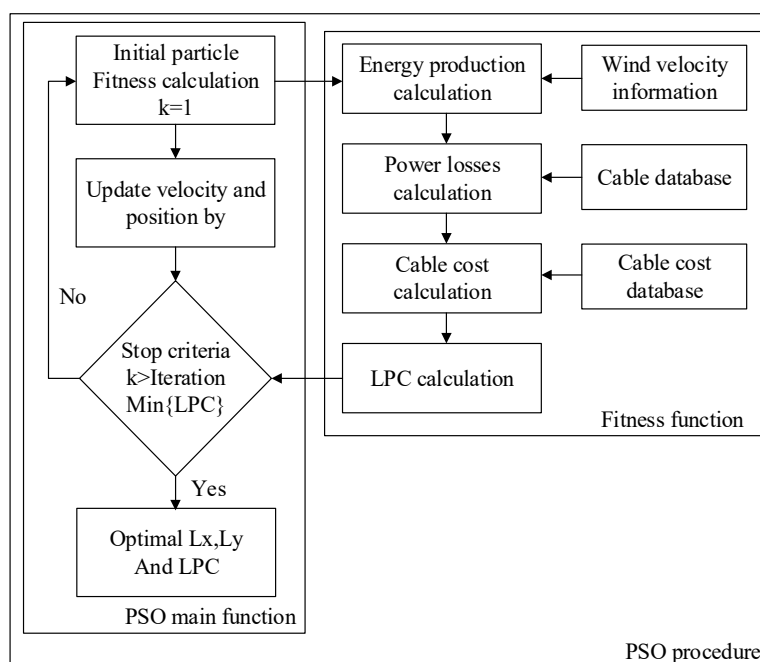 Initial particle
Fitness calculation
k=1
Update velocity and
position by
No
Stop criteria
k>Iteration
Min{LPC}
Yes
Optimal Lx,Ly
And LPC
PSO main function
Energy production
calculation
Wind velocity
information
Power losses
calculation
Cable database
Cable cost
calculation
Cable cost
database
LPC calculation
Fitness function
PSO procedure